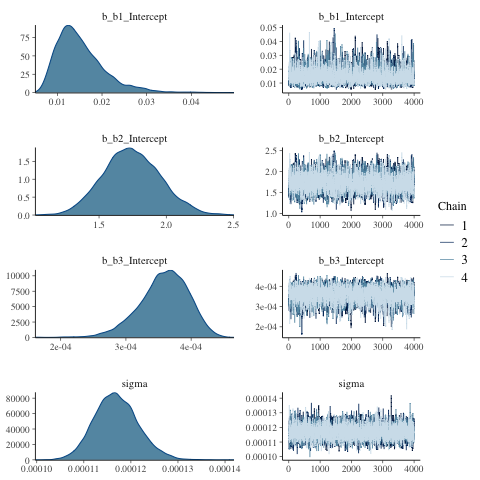 b_b1_Intercept
b_b1_Intercept
75
50
25
0
0.01 0.02 0.03 0.04
0.05
0.04
0.03
0.02
0.01
0 1000 2000 3000 4000
b_b2_Intercept
b_b2_Intercept
1.5
1.0
0.5
0.0
1.5 2.0 2.5
2.5
2.0
1.5
1.0
0 1000 2000 3000 4000
Chain
1
2
3
4
b_b3_Intercept
b_b3_Intercept
10000
7500
5000
2500
0
2e-04 3e-04 4e-04
4e-04
3e-04
2e-04
0 1000 2000 3000 4000
sigma
sigma
80000
60000
40000
20000
0
0.00010 0.00011 0.00012 0.00013 0.00014
0.00014
0.00013
0.00012
0.00011
0.00010
0 1000 2000 3000 4000